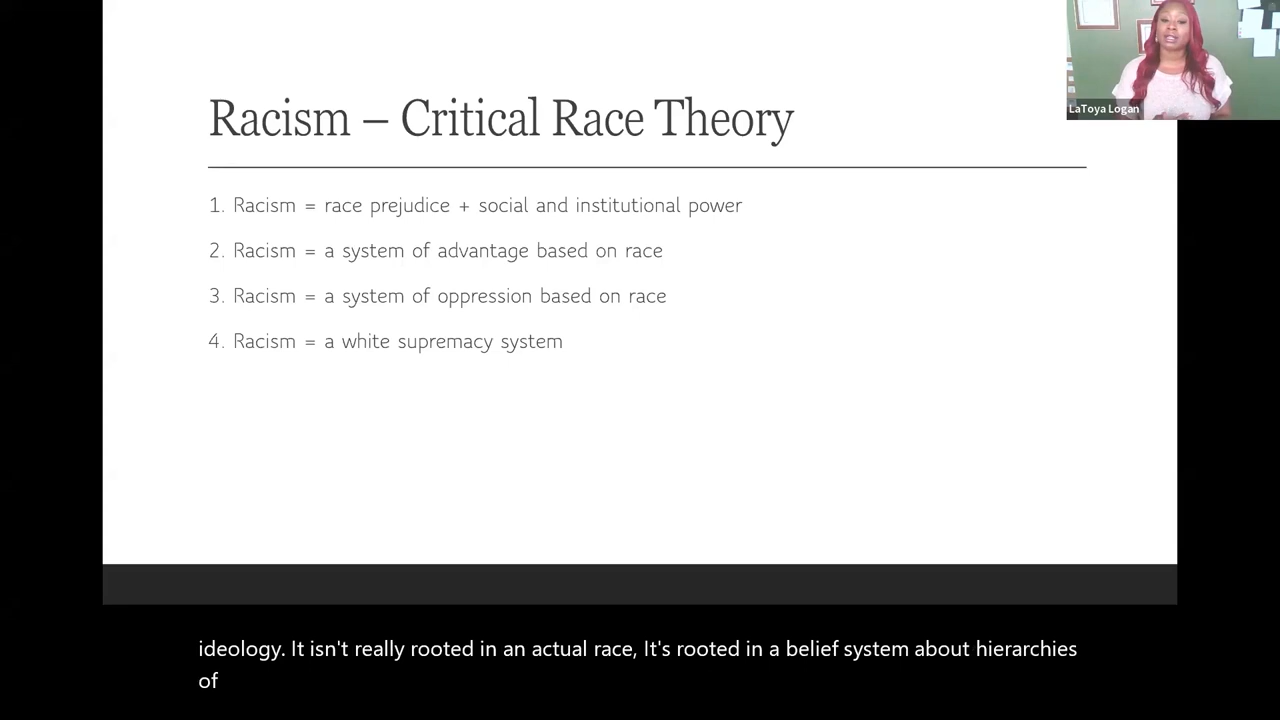 Racism – Critical Race Theory
1. Racism = race prejudice + social and institutional power
2. Racism = a system of advantage based on race
3. Racism = a system of oppression based on race
4. Racism = a white supremacy system
LaToya Logan
ideology. It isn't really rooted in an actual race, It's rooted in a belief system about hierarchies
of